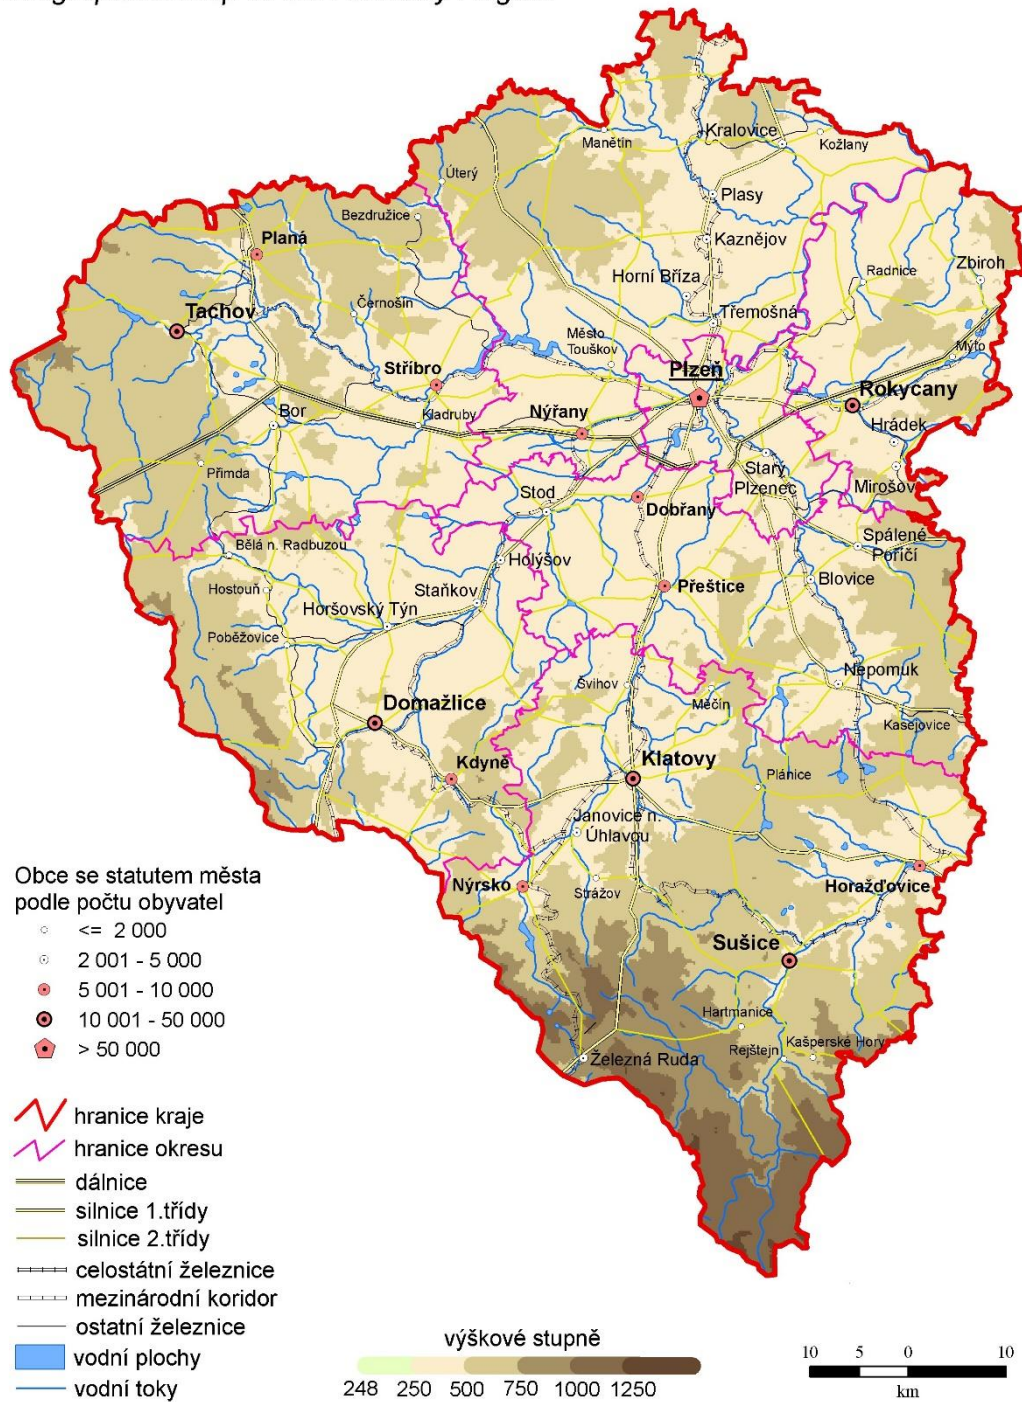 Manětín
Kralovice
Kožlany
Úterý
Plasy
Bezdružice
Planá
Kaznějov
Zbiroh
Radnice
Horní Bříza
Tachov
Černošín
Třemošná
Město
Touškov
Mýto
Stříbro
Plzeň
Rokycany
Bor
Kladruby
Nýřany
Hrádek
Starý
Plzenec
Přimda
Mirošov
Stod
Dobřany
Spálené
Poříčí
Bělá n. Radbuzou
Holýšov
Blovice
Hostouň
Staňkov
Přeštice
Horšovský Týn
Poběžovice
Nepomuk
Švihov
Měčín
Domažlice
Kasejovice
Kdyně
Klatovy
Plánice
Janovice n.
Úhlavou
Nýrsko
Strážov
Horažďovice
Sušice
Hartmanice
Kašperské Hory
Železná Ruda
Rejštejn
Obce se statutem města
podle počtu obyvatel
<= 2 000
2 001 - 5 000
5 001 - 10 000
10 001 - 50 000
> 50 000
hranice kraje
hranice okresu
dálnice
silnice 1.třídy
silnice 2.třídy
celostátní železnice
mezinárodní koridor
ostatní železnice
vodní plochy
vodní toky
výškové stupně
248 250 500 750 1000 1250
10 5 0 10
km